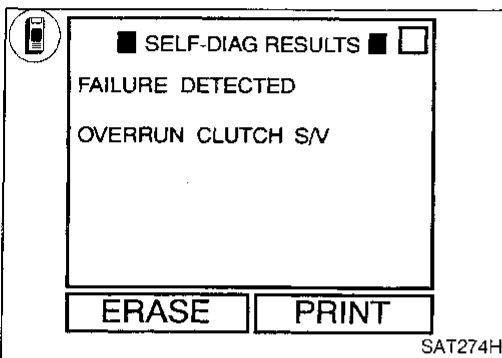 ■ SELF-DIAG RESULTS ■ □
FAILURE DETECTED
OVERRUN CLUTCH S/V
ERASE PRINT
SAT274H